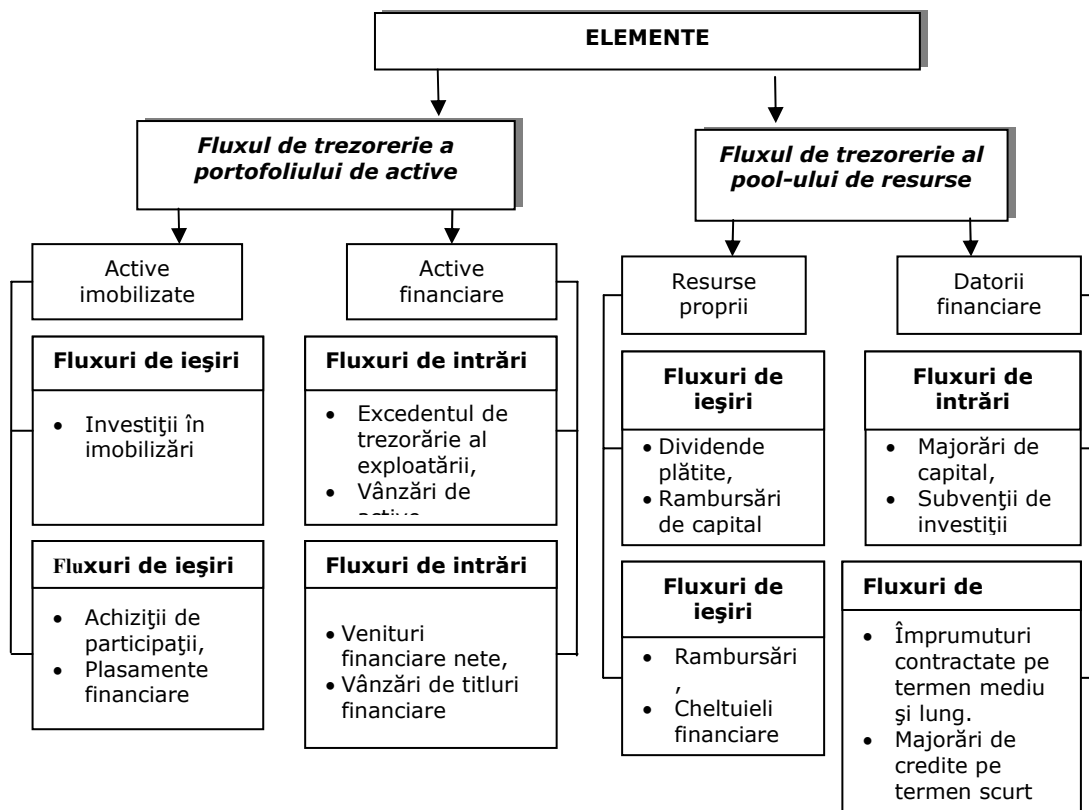 ELEMENTE
Fluxul de trezorerie a
portofoliului de active
Fluxul de trezorerie al
pool-ului de resurse
Active
imobilizate
Active
financiare
Resurse
proprii
Datorii
financiare
Fluxuri de ieşiri
• Investiţii în
imobilizări
Fluxuri de intrări
• Excedentul de
trezorărie al
exploatării,
• Vânzări de
active
Fluxuri de
ieşiri
• Dividende
plătite,
• Rambursări
de capital
Fluxuri de
intrări
• Majorări de
capital,
• Subvenţii de
investiţii
Fluxuri de ieşiri
• Achiziţii de
participaţii,
• Plasamente
financiare
Fluxuri de intrări
• Venituri
financiare nete,
• Vânzări de titluri
financiare
Fluxuri de
ieşiri
• Rambursări
,
• Cheltuieli
financiare
Fluxuri de
• Împrumuturi
contractate pe
termen mediu
şi lung.
• Majorări de
credite pe
termen scurt